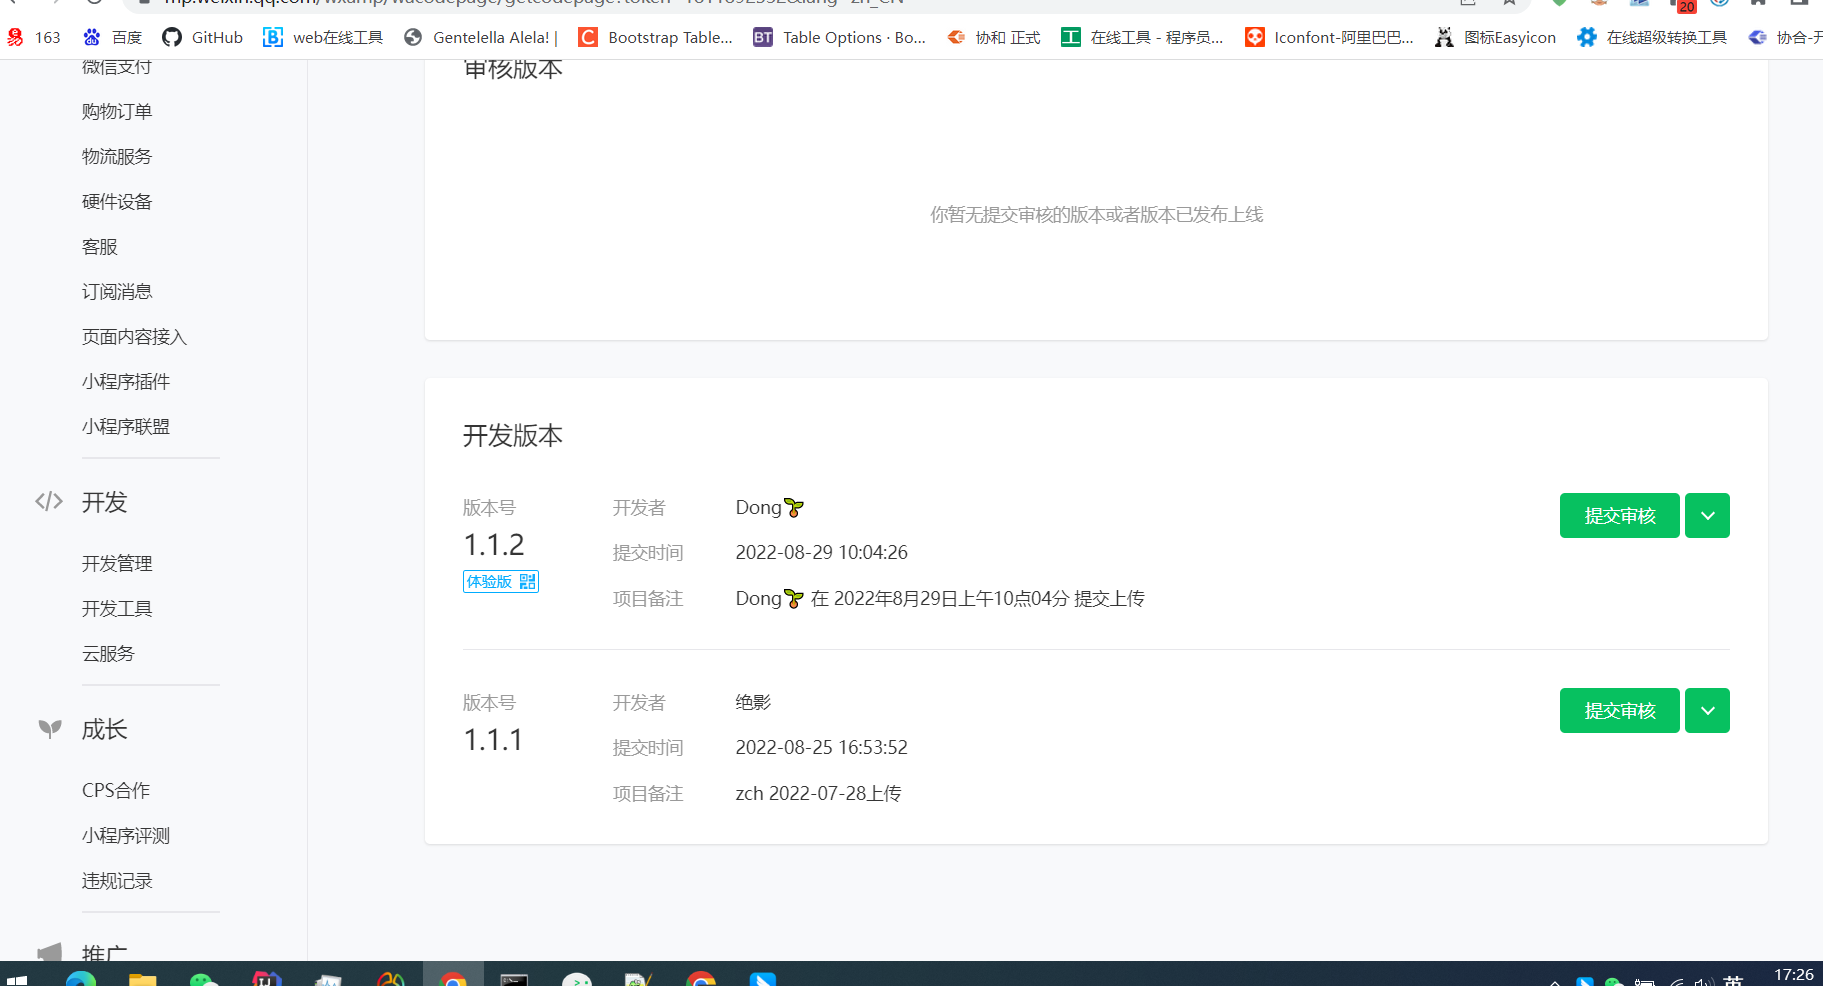 163
百度
GitHub
web在线工具
Gentelella Alela! |
Bootstrap Table...
Table Options · Bo...
协和 正式
在线工具 - 程序员...
Iconfont-阿里巴巴...
图标Easyicon
在线超级转换工具
协合-开
20
微信支付
购物订单
物流服务
硬件设备
客服
订阅消息
页面内容接入
小程序插件
小程序联盟
开发
开发管理
开发工具
云服务
成长
CPS合作
小程序评测
违规记录
推广
审核版本
你暂无提交审核的版本或者版本已发布上线
开发版本
版本号
1.1.2
体验版
开发者 Dong
提交时间 2022-08-29 10:04:26
项目备注 Dong 在 2022年8月29日上午10点04分 提交上传
提交审核
版本号
1.1.1
开发者 绝影
提交时间 2022-08-25 16:53:52
项目备注 zch 2022-07-28上传
提交审核
英
17:26